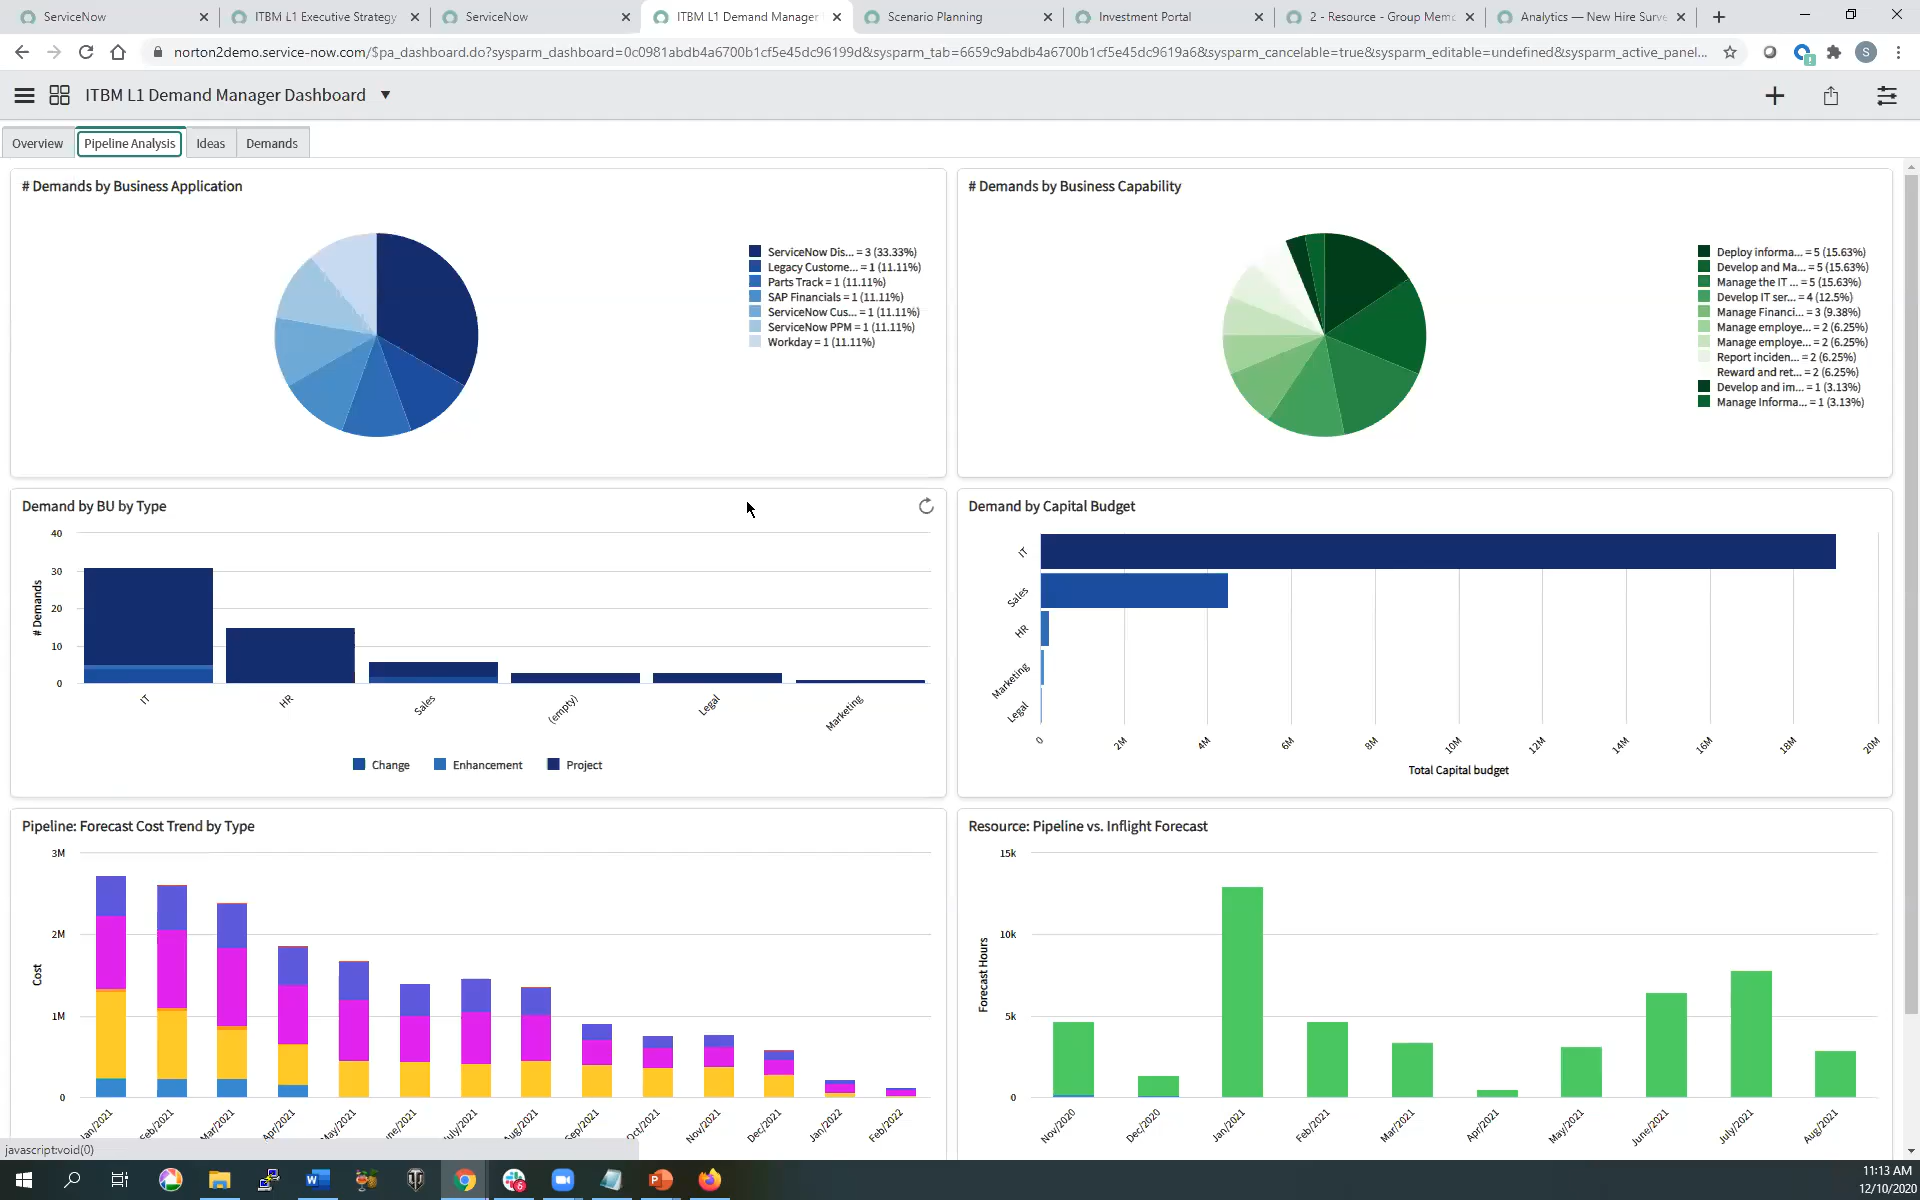 ServiceNow
ITBM L1 Executive Strategy
ServiceNow
ITBM L1 Demand Manager
Scenario Planning
Investment Portal
2 - Resource - Group Mem
Analytics — New Hire Surve
norton2demo.service-now.com/$pa_dashboard.do?sysparm_dashboard=0c0981abdb4a6700b1cf5e45dc96199d&sysparm_tab=6659c9abdb4a6700b1cf5e45dc9619a6&sysparm_cancelable=true&sysparm_editable=undefined&sysparm_active_panel...
S
ITBM L1 Demand Manager Dashboard
Overview
Pipeline Analysis
Ideas
Demands
# Demands by Business Application
ServiceNow Dis... = 3 (33.33%)
Legacy Custome... = 1 (11.11%)
Parts Track = 1 (11.11%)
SAP Financials = 1 (11.11%)
ServiceNow Cus... = 1 (11.11%)
ServiceNow PPM = 1 (11.11%)
Workday = 1 (11.11%)
# Demands by Business Capability
Deploy informa... = 5 (15.63%)
Develop and Ma... = 5 (15.63%)
Manage the IT ... = 5 (15.63%)
Develop IT ser... = 4 (12.5%)
Manage Financi... = 3 (9.38%)
Manage employe... = 2 (6.25%)
Manage employe... = 2 (6.25%)
Report inciden... = 2 (6.25%)
Reward and ret... = 2 (6.25%)
Develop and im... = 1 (3.13%)
Manage Informa... = 1 (3.13%)
Demand by BU by Type
# Demands
40
30
20
10
0
IT
HR
Sales
(empty)
Legal
Marketing
Change
Enhancement
Project
Demand by Capital Budget
IT
Sales
HR
Marketing
Legal
0
2M
4M
6M
8M
10M
12M
14M
16M
18M
20M
Total Capital budget
Pipeline: Forecast Cost Trend by Type
Cost
3M
2M
1M
0
Jan/2021
Feb/2021
Mar/2021
Apr/2021
May/2021
June/2021
July/2021
Aug/2021
Sep/2021
Oct/2021
Nov/2021
Dec/2021
Jan/2022
Feb/2022
Resource: Pipeline vs. Inflight Forecast
Forecast Hours
15k
10k
5k
0
Nov/2020
Dec/2020
Jan/2021
Feb/2021
Mar/2021
Apr/2021
May/2021
June/2021
July/2021
Aug/2021
javascript:void(0)
11:13 AM
12/10/2020